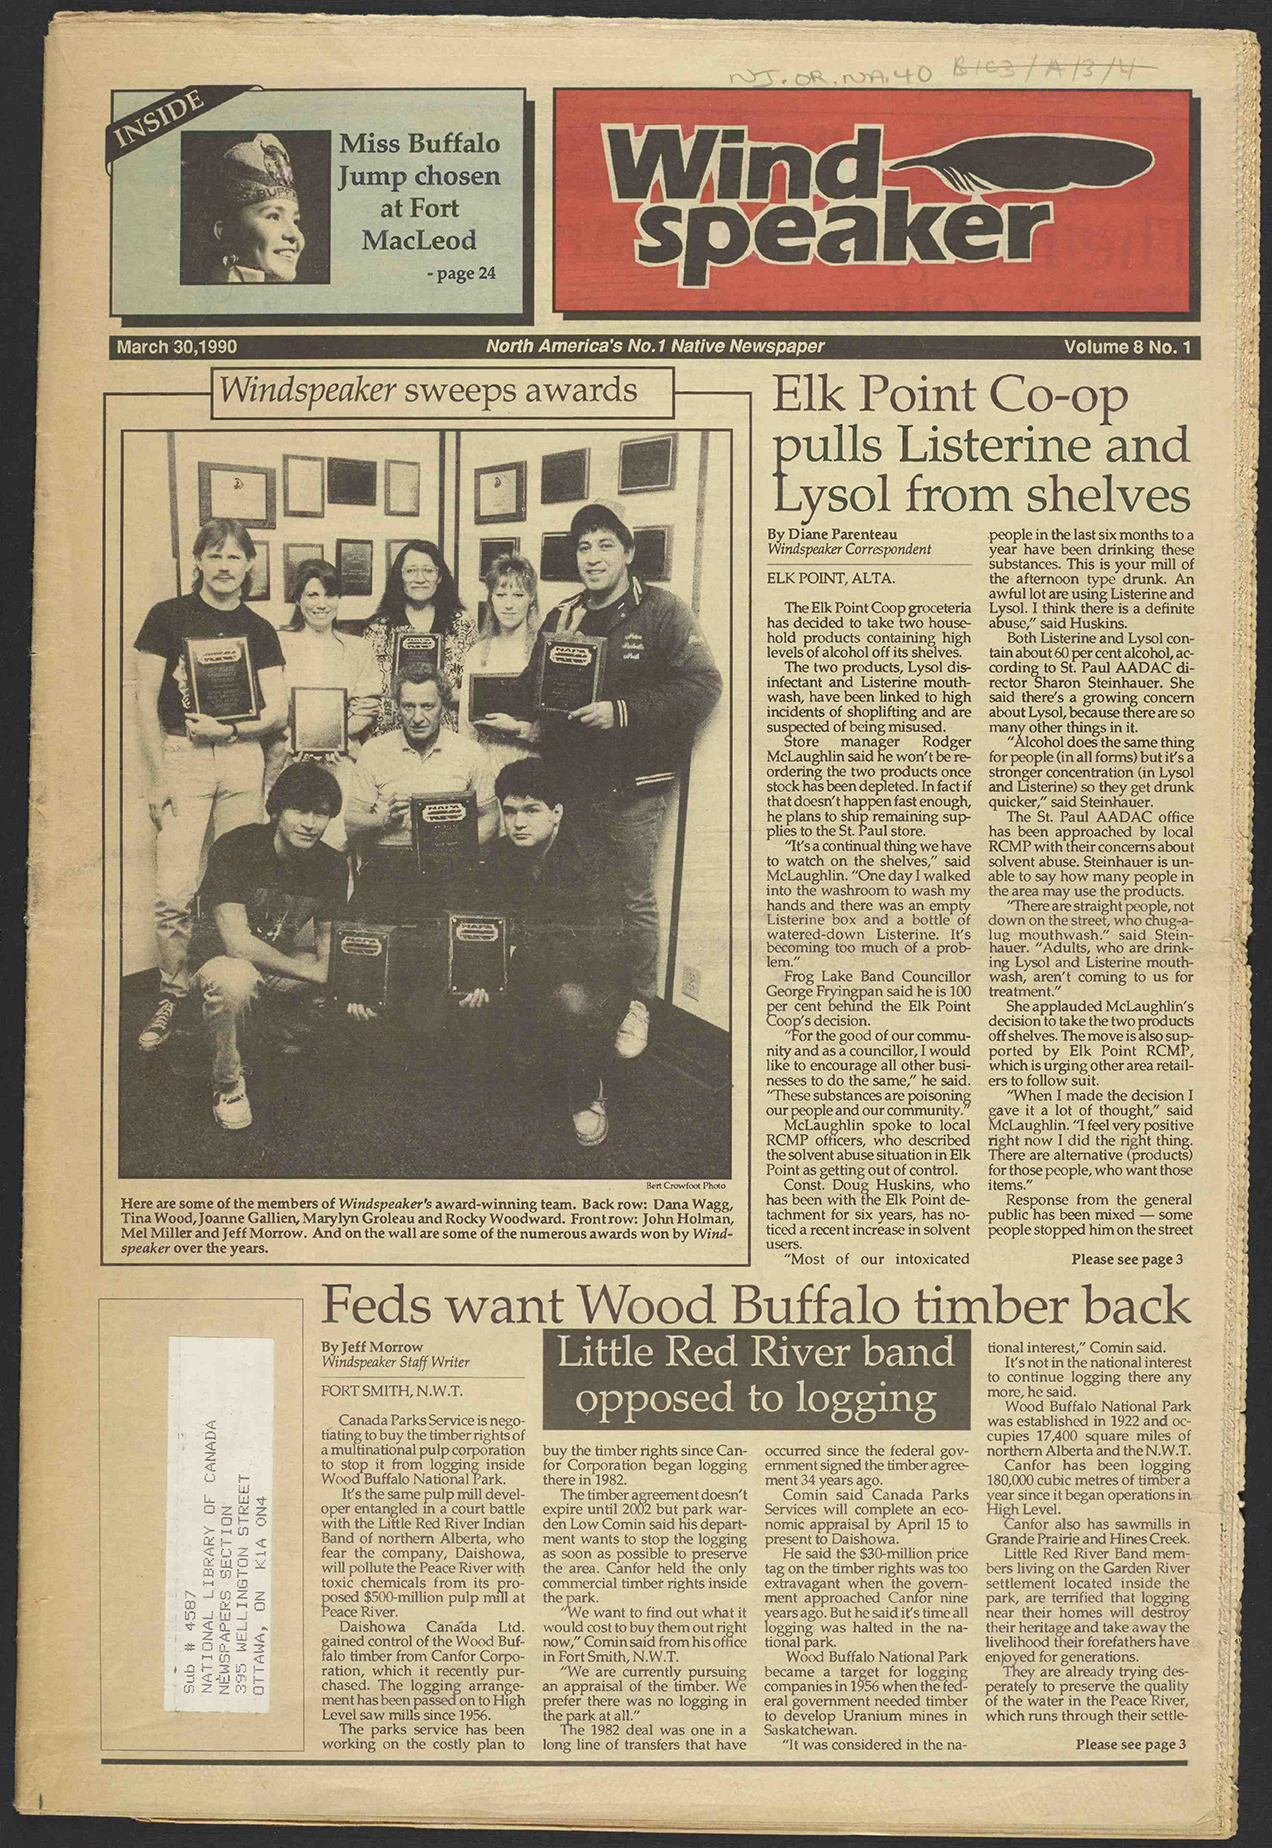 NJ.OR.NA.40 B163/A/3/4
INSIDE
Miss Buffalo
Jump chosen
at Fort
MacLeod
- page 24
Wind
speaker
March 30,1990
North America's No.1 Native Newspaper
Volume 8 No. 1
Windspeaker sweeps awards
Bert Crowfoot Photo
Here are some of the members of Windspeaker's award-winning team. Back row: Dana Wagg,
Tina Wood, Joanne Gallien, Marylyn Groleau and Rocky Woodward. Front row: John Holman,
Mel Miller and Jeff Morrow. And on the wall are some of the numerous awards won by Wind-
speaker over the years.
Elk Point Co-op
pulls Listerine and
Lysol from shelves
By Diane Parenteau
Windspeaker Correspondent
ELK POINT, ALTA.
The Elk Point Coop groceteria
has decided to take two house-
hold products containing high
levels of alcohol off its shelves.
The two products, Lysol dis-
infectant and Listerine mouth-
wash, have been linked to high
incidents of shoplifting and are
suspected of being misused.
Store manager Rodger
McLaughlin said he won't be re-
ordering the two products once
stock has been depleted. In fact if
that doesn't happen fast enough,
he plans to ship remaining sup-
plies to the St. Paul store.
"It's a continual thing we have
to watch on the shelves," said
McLaughlin. "One day I walked
into the washroom to wash my
hands and there was an empty
Listerine box and a bottle of
watered-down Listerine. It's
becoming too much of a prob-
lem."
Frog Lake Band Councillor
George Fryingpan said he is 100
per cent behind the Elk Point
Coop's decision.
"For the good of our commu-
nity and as a councillor, I would
like to encourage all other busi-
nesses to do the same," he said.
"These substances are poisoning
our people and our community."
McLaughlin spoke to local
RCMP officers, who described
the solvent abuse situation in Elk
Point as getting out of control.
Const. Doug Huskins, who
has been with the Elk Point de-
tachment for six years, has no-
ticed a recent increase in solvent
users.
"Most of our intoxicated
people in the last six months to a
year have been drinking these
substances. This is your mill of
the afternoon type drunk. An
awful lot are using Listerine and
Lysol. I think there is a definite
abuse," said Huskins.
Both Listerine and Lysol con-
tain about 60 per cent alcohol, ac-
cording to St. Paul AADAC di-
rector Sharon Steinhauer. She
said there's a growing concern
about Lysol, because there are so
many other things in it.
"Alcohol does the same thing
for people (in all forms) but it's a
stronger concentration (in Lysol
and Listerine) so they get drunk
quicker," said Steinhauer.
The St. Paul AADAC office
has been approached by local
RCMP with their concerns about
solvent abuse. Steinhauer is un-
able to say how many people in
the area may use the products.
"There are straight people, not
down on the street, who chug-a-
lug mouthwash." said Stein-
hauer. "Adults, who are drink-
ing Lysol and Listerine mouth-
wash, aren't coming to us for
treatment."
She applauded McLaughlin's
decision to take the two products
off shelves. The move is also sup-
ported by Elk Point RCMP,
which is urging other area retail-
ers to follow suit.
"When I made the decision I
gave it a lot of thought," said
McLaughlin. "I feel very positive
right now I did the right thing.
There are alternative (products)
for those people, who want those
items."
Response from the general
public has been mixed — some
people stopped him on the street
Please see page 3
Feds want Wood Buffalo timber back
Little Red River band
opposed to logging
By Jeff Morrow
Windspeaker Staff Writer
FORT SMITH, N.W.T.
Canada Parks Service is nego-
tiating to buy the timber rights of
a multinational pulp corporation
to stop it from logging inside
Wood Buffalo National Park.
It's the same pulp mill devel-
oper entangled in a court battle
with the Little Red River Indian
Band of northern Alberta, who
fear the company, Daishowa,
will pollute the Peace River with
toxic chemicals from its pro-
posed $500-million pulp mill at
Peace River.
Daishowa Canada Ltd.
gained control of the Wood Buf-
falo timber from Canfor Corpo-
ration, which it recently pur-
chased. The logging arrange-
ment has been passed on to High
Level saw mills since 1956.
The parks service has been
working on the costly plan to
buy the timber rights since Can-
for Corporation began logging
there in 1982.
The timber agreement doesn't
expire until 2002 but park war-
den Low Comin said his depart-
ment wants to stop the logging
as soon as possible to preserve
the area. Canfor held the only
commercial timber rights inside
the park.
"We want to find out what it
would cost to buy them out right
now," Comin said from his office
in Fort Smith, N.W.T.
"We are currently pursuing
an appraisal of the timber. We
prefer there was no logging in
the park at all."
The 1982 deal was one in a
long line of transfers that have
occurred since the federal gov-
ernment signed the timber agree-
ment 34 years ago.
Comin said Canada Parks
Services will complete an eco-
nomic appraisal by April 15 to
present to Daishowa.
He said the $30-million price
tag on the timber rights was too
extravagant when the govern-
ment approached Canfor nine
years ago. But he said it's time all
logging was halted in the na-
tional park.
Wood Buffalo National Park
became a target for logging
companies in 1956 when the fed-
eral government needed timber
to develop Uranium mines in
Saskatchewan.
"It was considered in the na-
tional interest," Comin said.
It's not in the national interest
to continue logging there any
more, he said.
Wood Buffalo National Park
was established in 1922 and oc-
cupies 17,400 square miles of
northern Alberta and the N.W.T.
Canfor has been logging
180,000 cubic metres of timber a
year since it began operations in
High Level.
Canfor also has sawmills in
Grande Prairie and Hines Creek.
Little Red River Band mem-
bers living on the Garden River
settlement located inside the
park, are terrified that logging
near their homes will destroy
their heritage and take away the
livelihood their forefathers have
enjoyed for generations.
They are already trying des-
perately to preserve the quality
of the water in the Peace River,
which runs through their settle-
Please see page 3
Sub # 4587
NATIONAL LIBRARY OF CANADA
NEWSPAPERS SECTION
395 WELLINGTON STREET
OTTAWA, ON K1A 0N4